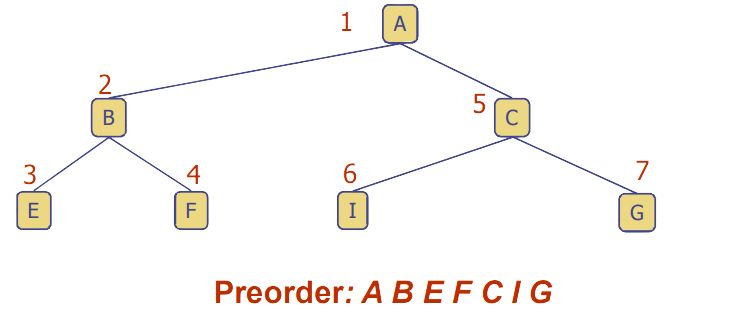 1 A
2
B
5 C
3 4 6 7
E F I G
Preorder: A B E F C I G